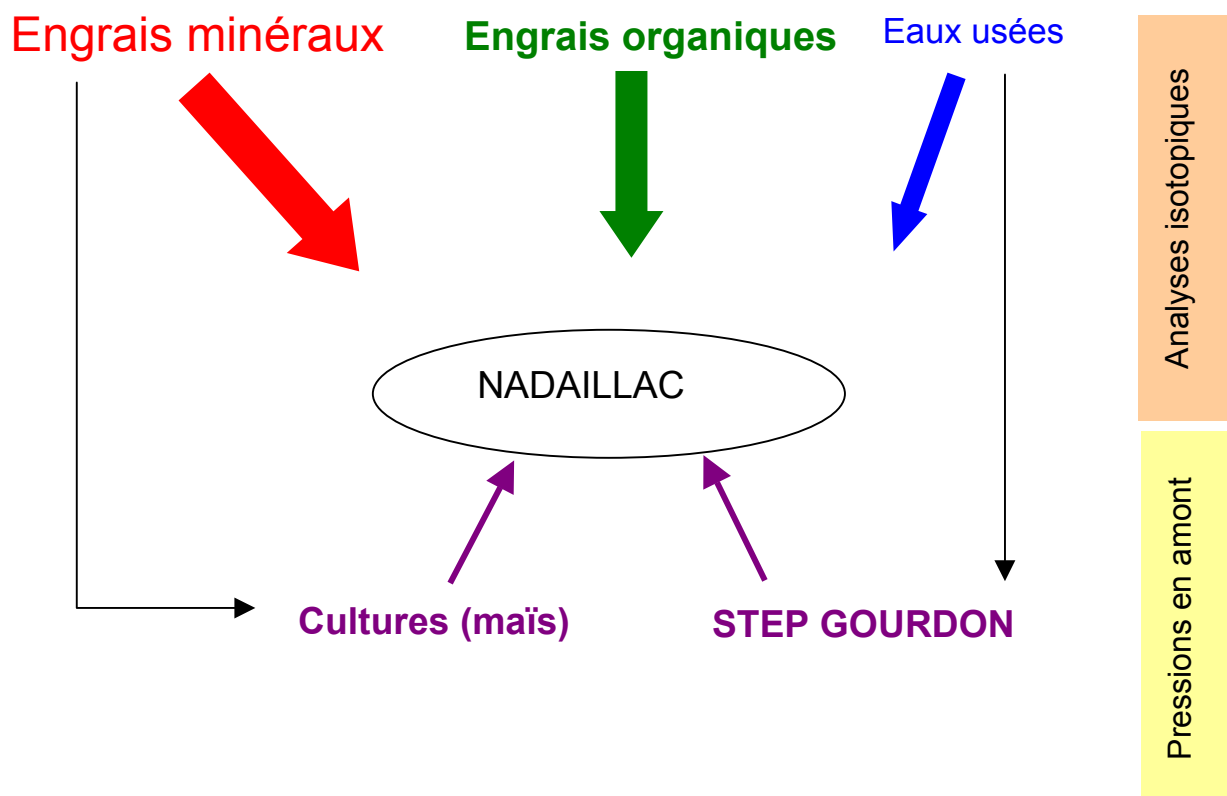 Engrais minéraux
Engrais organiques
Eaux usées
Analyses isotopiques
NADAILLAC
Cultures (maïs)
STEP GOURDON
Pressions en amont